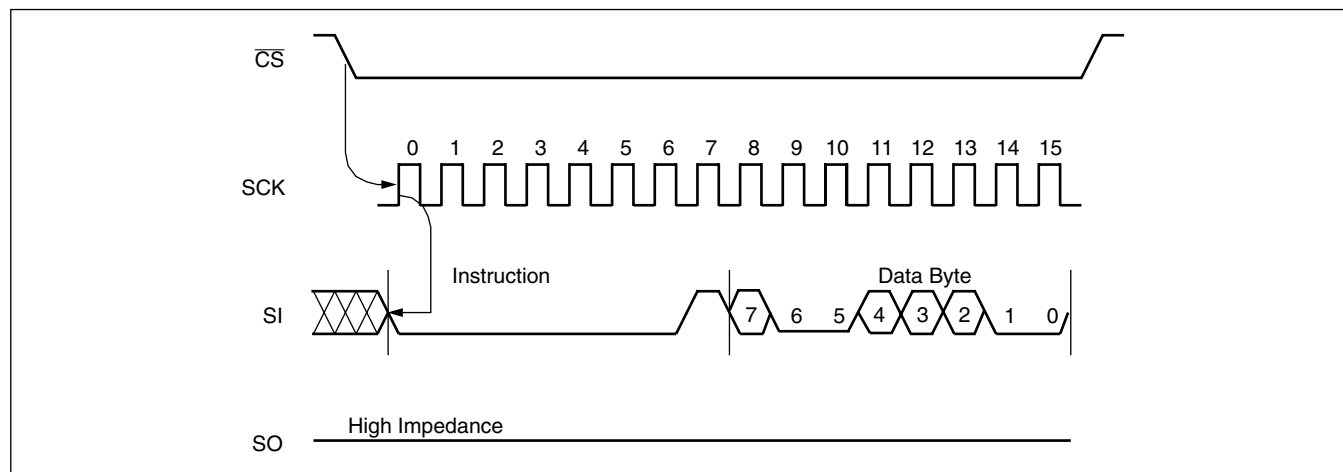 CS
0 1 2 3 4 5 6 7 8 9 10 11 12 13 14 15
SCK
Instruction Data Byte
SI 7 6 5 4 3 2 1 0
High Impedance
SO